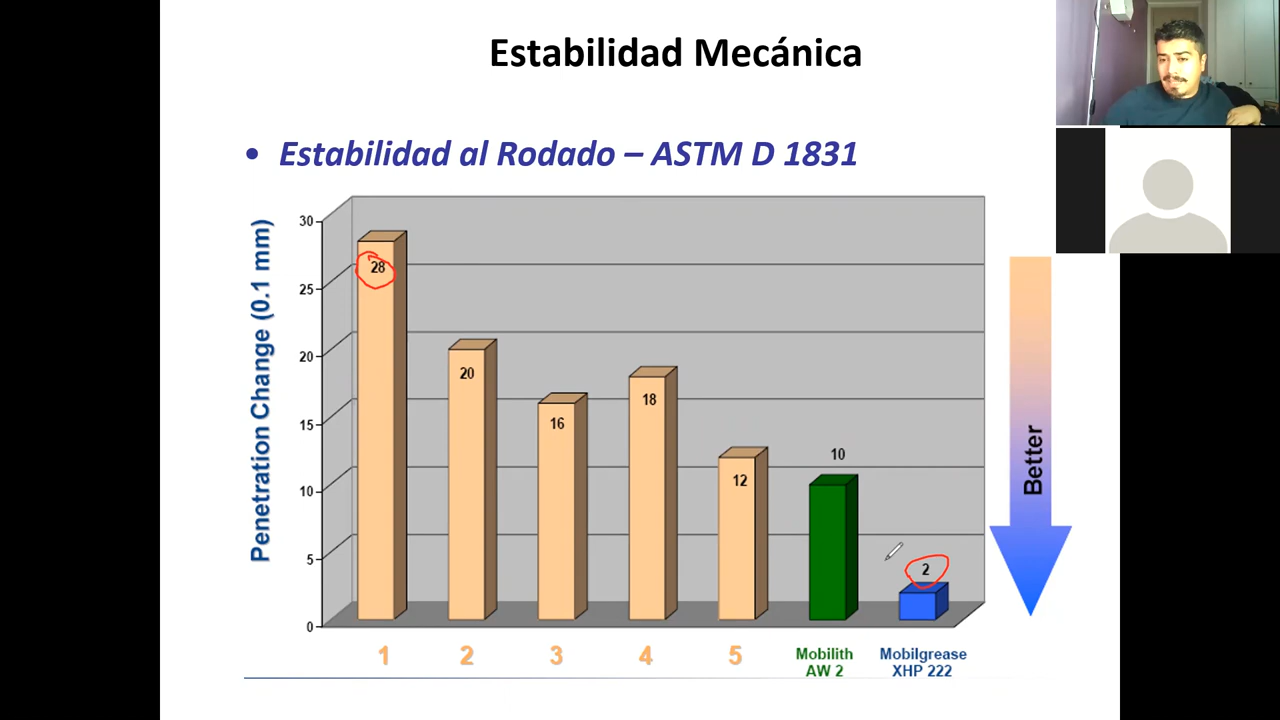 Estabilidad Mecánica
• Estabilidad al Rodado – ASTM D 1831
Penetration Change (0.1 mm)
30
25
20
15
10
5
0
28
20
16
18
12
10
2
1
2
3
4
5
Mobilith
AW 2
Mobilgrease
XHP 222
Better